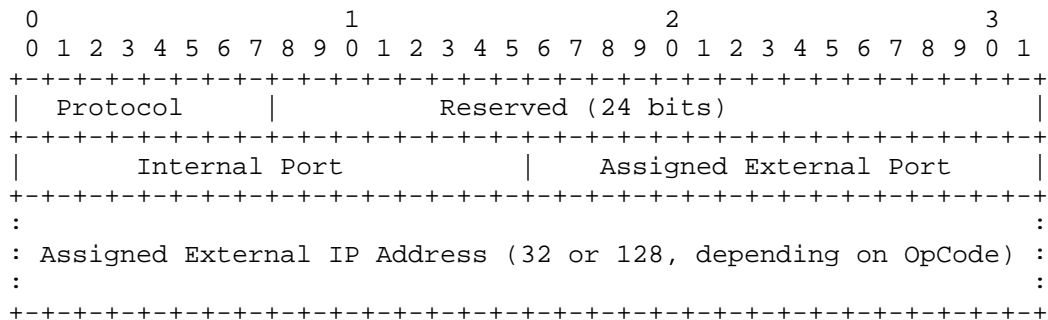 0                   1                   2                   3
 0 1 2 3 4 5 6 7 8 9 0 1 2 3 4 5 6 7 8 9 0 1 2 3 4 5 6 7 8 9 0 1
+-+-+-+-+-+-+-+-+-+-+-+-+-+-+-+-+-+-+-+-+-+-+-+-+-+-+-+-+-+-+-+-+
|  Protocol     |          Reserved (24 bits)                   |
+-+-+-+-+-+-+-+-+-+-+-+-+-+-+-+-+-+-+-+-+-+-+-+-+-+-+-+-+-+-+-+-+
|       Internal Port           |    Assigned External Port     |
+-+-+-+-+-+-+-+-+-+-+-+-+-+-+-+-+-+-+-+-+-+-+-+-+-+-+-+-+-+-+-+-+
:                                                               :
: Assigned External IP Address (32 or 128, depending on OpCode) :
:                                                               :
+-+-+-+-+-+-+-+-+-+-+-+-+-+-+-+-+-+-+-+-+-+-+-+-+-+-+-+-+-+-+-+-+